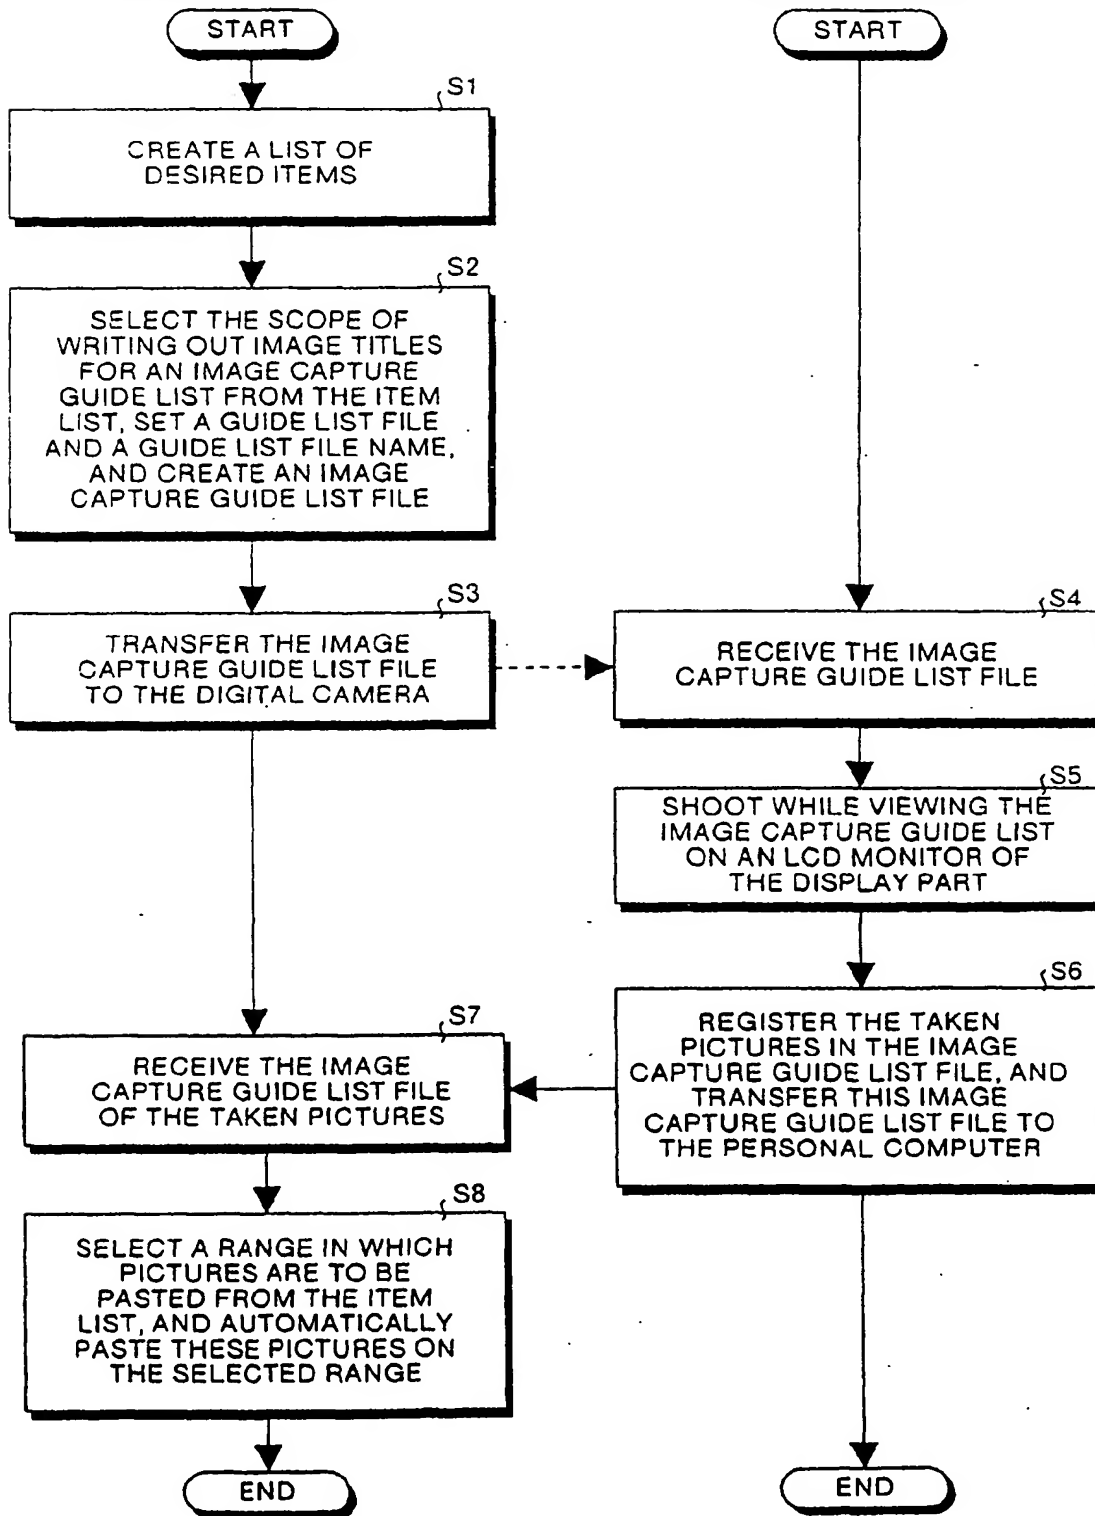 START
S1
CREATE A LIST OF
DESIRED ITEMS
S2
SELECT THE SCOPE OF
WRITING OUT IMAGE TITLES
FOR AN IMAGE CAPTURE
GUIDE LIST FROM THE ITEM
LIST, SET A GUIDE LIST FILE
AND A GUIDE LIST FILE NAME,
AND CREATE AN IMAGE
CAPTURE GUIDE LIST FILE
S3
TRANSFER THE IMAGE
CAPTURE GUIDE LIST FILE
TO THE DIGITAL CAMERA
START
S4
RECEIVE THE IMAGE
CAPTURE GUIDE LIST FILE
S5
SHOOT WHILE VIEWING THE
IMAGE CAPTURE GUIDE LIST
ON AN LCD MONITOR OF
THE DISPLAY PART
S6
REGISTER THE TAKEN
PICTURES IN THE IMAGE
CAPTURE GUIDE LIST FILE, AND
TRANSFER THIS IMAGE
CAPTURE GUIDE LIST FILE TO
THE PERSONAL COMPUTER
S7
RECEIVE THE IMAGE
CAPTURE GUIDE LIST FILE
OF THE TAKEN PICTURES
S8
SELECT A RANGE IN WHICH
PICTURES ARE TO BE
PASTED FROM THE ITEM
LIST, AND AUTOMATICALLY
PASTE THESE PICTURES ON
THE SELECTED RANGE
END
END